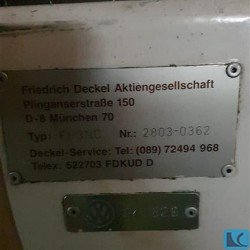 Friedrich Deckel Aktiengesellschaft
Plinganserstraße 150
D-8 München 70
Typ: FP3NC Nr.: 2803-0362
Deckel-Service: Tel: (089) 72494 968
Telex: 522703 FDKUD D